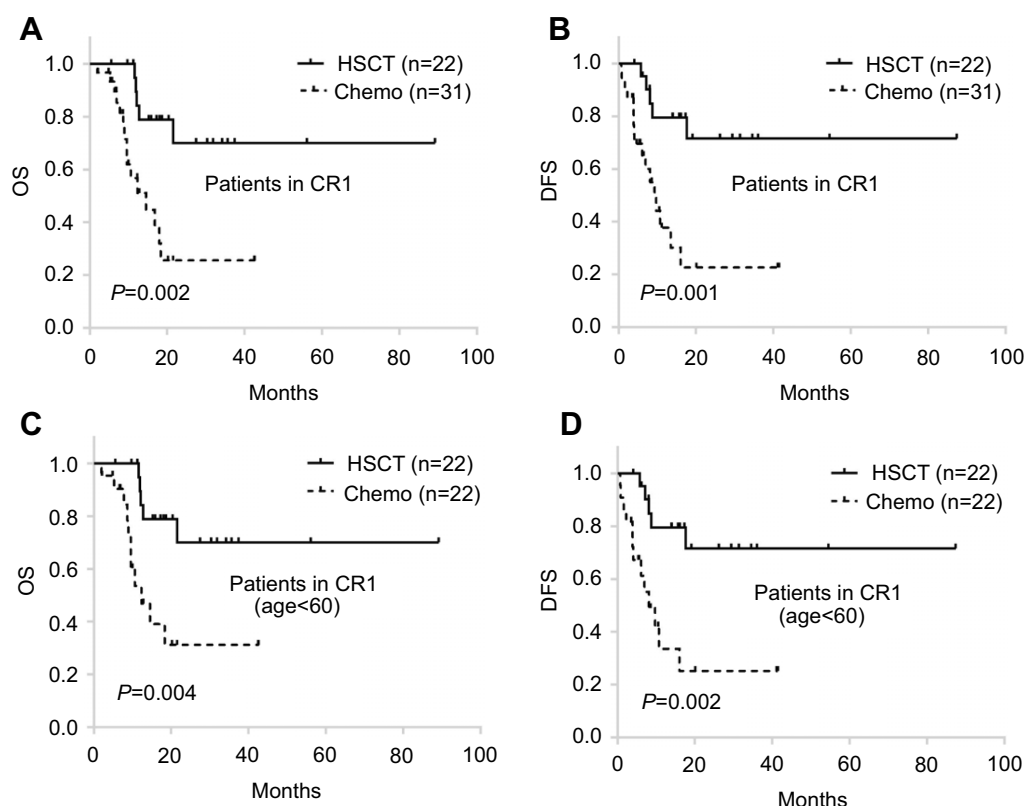 A
OS
1.0
0.8
0.6
0.4
0.2
0.0
HSCT (n=22)
Chemo (n=31)
Patients in CR1
P=0.002
0 20 40 60 80 100
Months
B
DFS
1.0
0.8
0.6
0.4
0.2
0.0
HSCT (n=22)
Chemo (n=31)
Patients in CR1
P=0.001
0 20 40 60 80 100
Months
C
OS
1.0
0.8
0.6
0.4
0.2
0.0
HSCT (n=22)
Chemo (n=22)
Patients in CR1
(age<60)
P=0.004
0 20 40 60 80 100
Months
D
DFS
1.0
0.8
0.6
0.4
0.2
0.0
HSCT (n=22)
Chemo (n=22)
Patients in CR1
(age<60)
P=0.002
0 20 40 60 80 100
Months